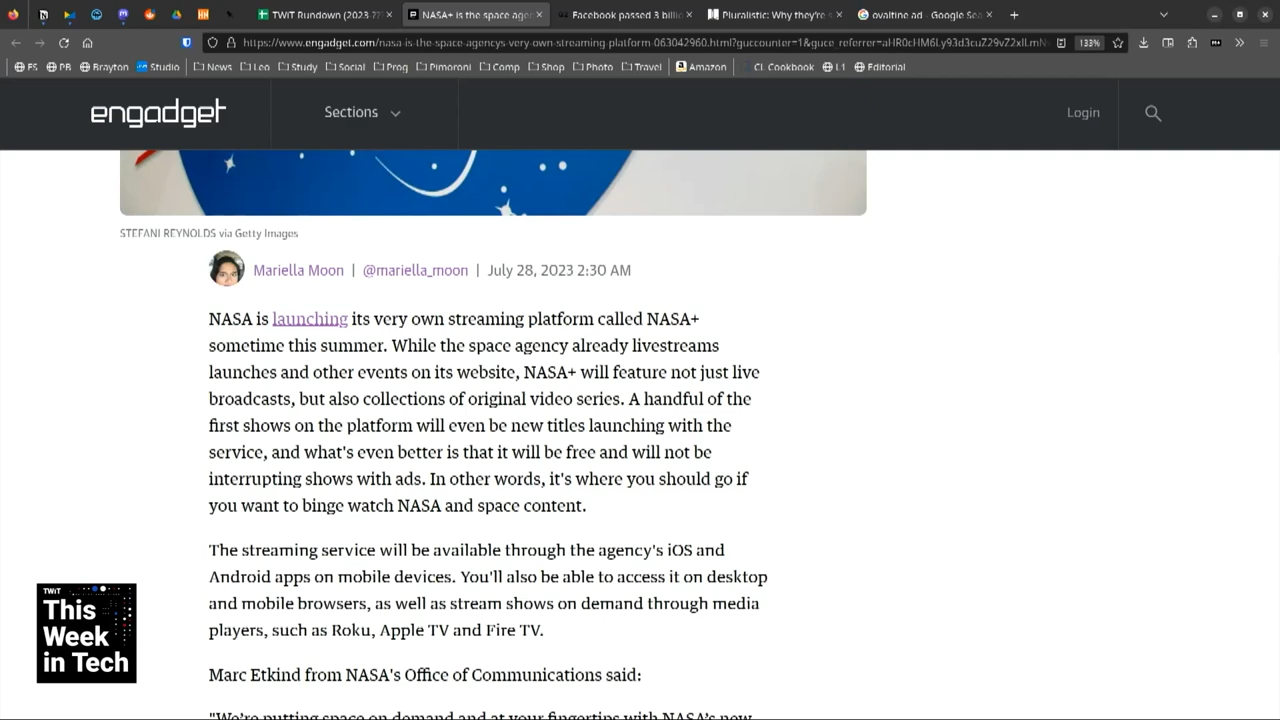 TWiT Rundown (2023-??
NASA+ is the space age
Facebook passed 3 billio
Pluralistic: Why they're s
ovaltine ad - Google Sea
https://www.engadget.com/nasa-is-the-space-agencys-very-own-streaming-platform-063042960.html?guccounter=1&guce_referrer=
133%
FS PB Brayton Studio News Leo Study Social Prog Pimoroni Comp Shop Photo Travel Amazon CL Cookbook L1 Editorial
engadget Sections Login
STEFANI REYNOLDS via Getty Images
Mariella Moon | @mariella_moon | July 28, 2023 2:30 AM
NASA is launching its very own streaming platform called NASA+
sometime this summer. While the space agency already livestreams
launches and other events on its website, NASA+ will feature not just live
broadcasts, but also collections of original video series. A handful of the
first shows on the platform will even be new titles launching with the
service, and what's even better is that it will be free and will not be
interrupting shows with ads. In other words, it's where you should go if
you want to binge watch NASA and space content.
The streaming service will be available through the agency's iOS and
Android apps on mobile devices. You'll also be able to access it on desktop
and mobile browsers, as well as stream shows on demand through media
players, such as Roku, Apple TV and Fire TV.
Marc Etkind from NASA's Office of Communications said:
"We're putting space on demand and at your fingertips with NASA's new
TWiT
This
Week
in Tech